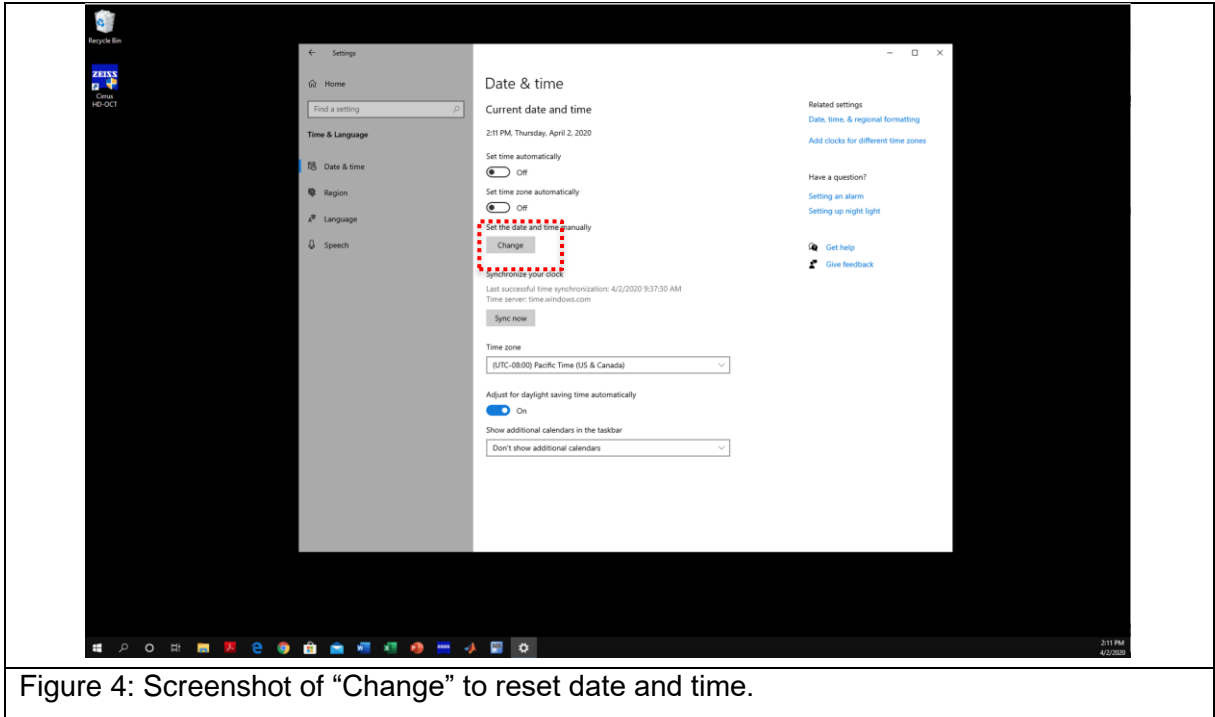 Recycle Bin
ZEISS
Cirrus
HD-OCT
Settings
Home
Find a setting
Time & Language
Date & time
Region
Language
Speech
Date & time
Current date and time
2:11 PM, Thursday, April 2, 2020
Set time automatically
Off
Set time zone automatically
Off
Set the date and time manually
Change
Synchronize your clock
Last successful time synchronization: 4/2/2020 9:37:30 AM
Time server: time.windows.com
Sync now
Time zone
(UTC-08:00) Pacific Time (US & Canada)
Adjust for daylight saving time automatically
On
Show additional calendars in the taskbar
Don't show additional calendars
Related settings
Date, time, & regional formatting
Add clocks for different time zones
Have a question?
Setting an alarm
Setting up night light
Get help
Give feedback
2:11 PM
4/2/2020
Figure 4: Screenshot of “Change” to reset date and time.